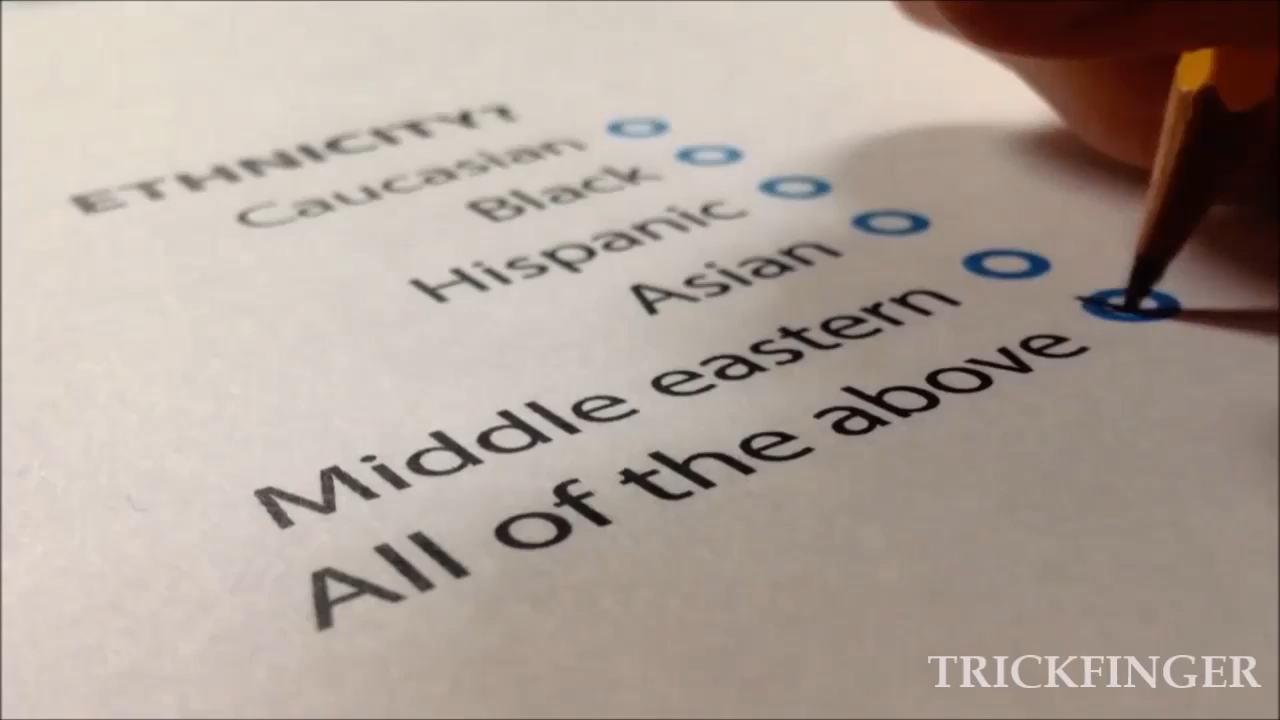 ETHNICITY?
Caucasian
Black
Hispanic
Asian
Middle eastern
All of the above
TRICKFINGER